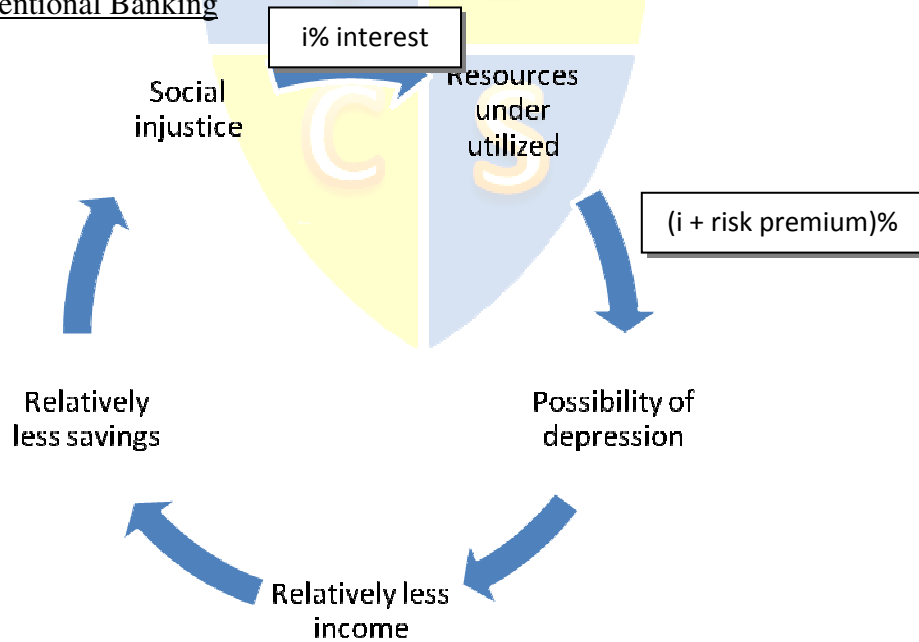 entional Banking
i% interest
Social
injustice
Resources
under
utilized
C S
(i + risk premium)%
Relatively
less savings
Possibility of
depression
Relatively less
income